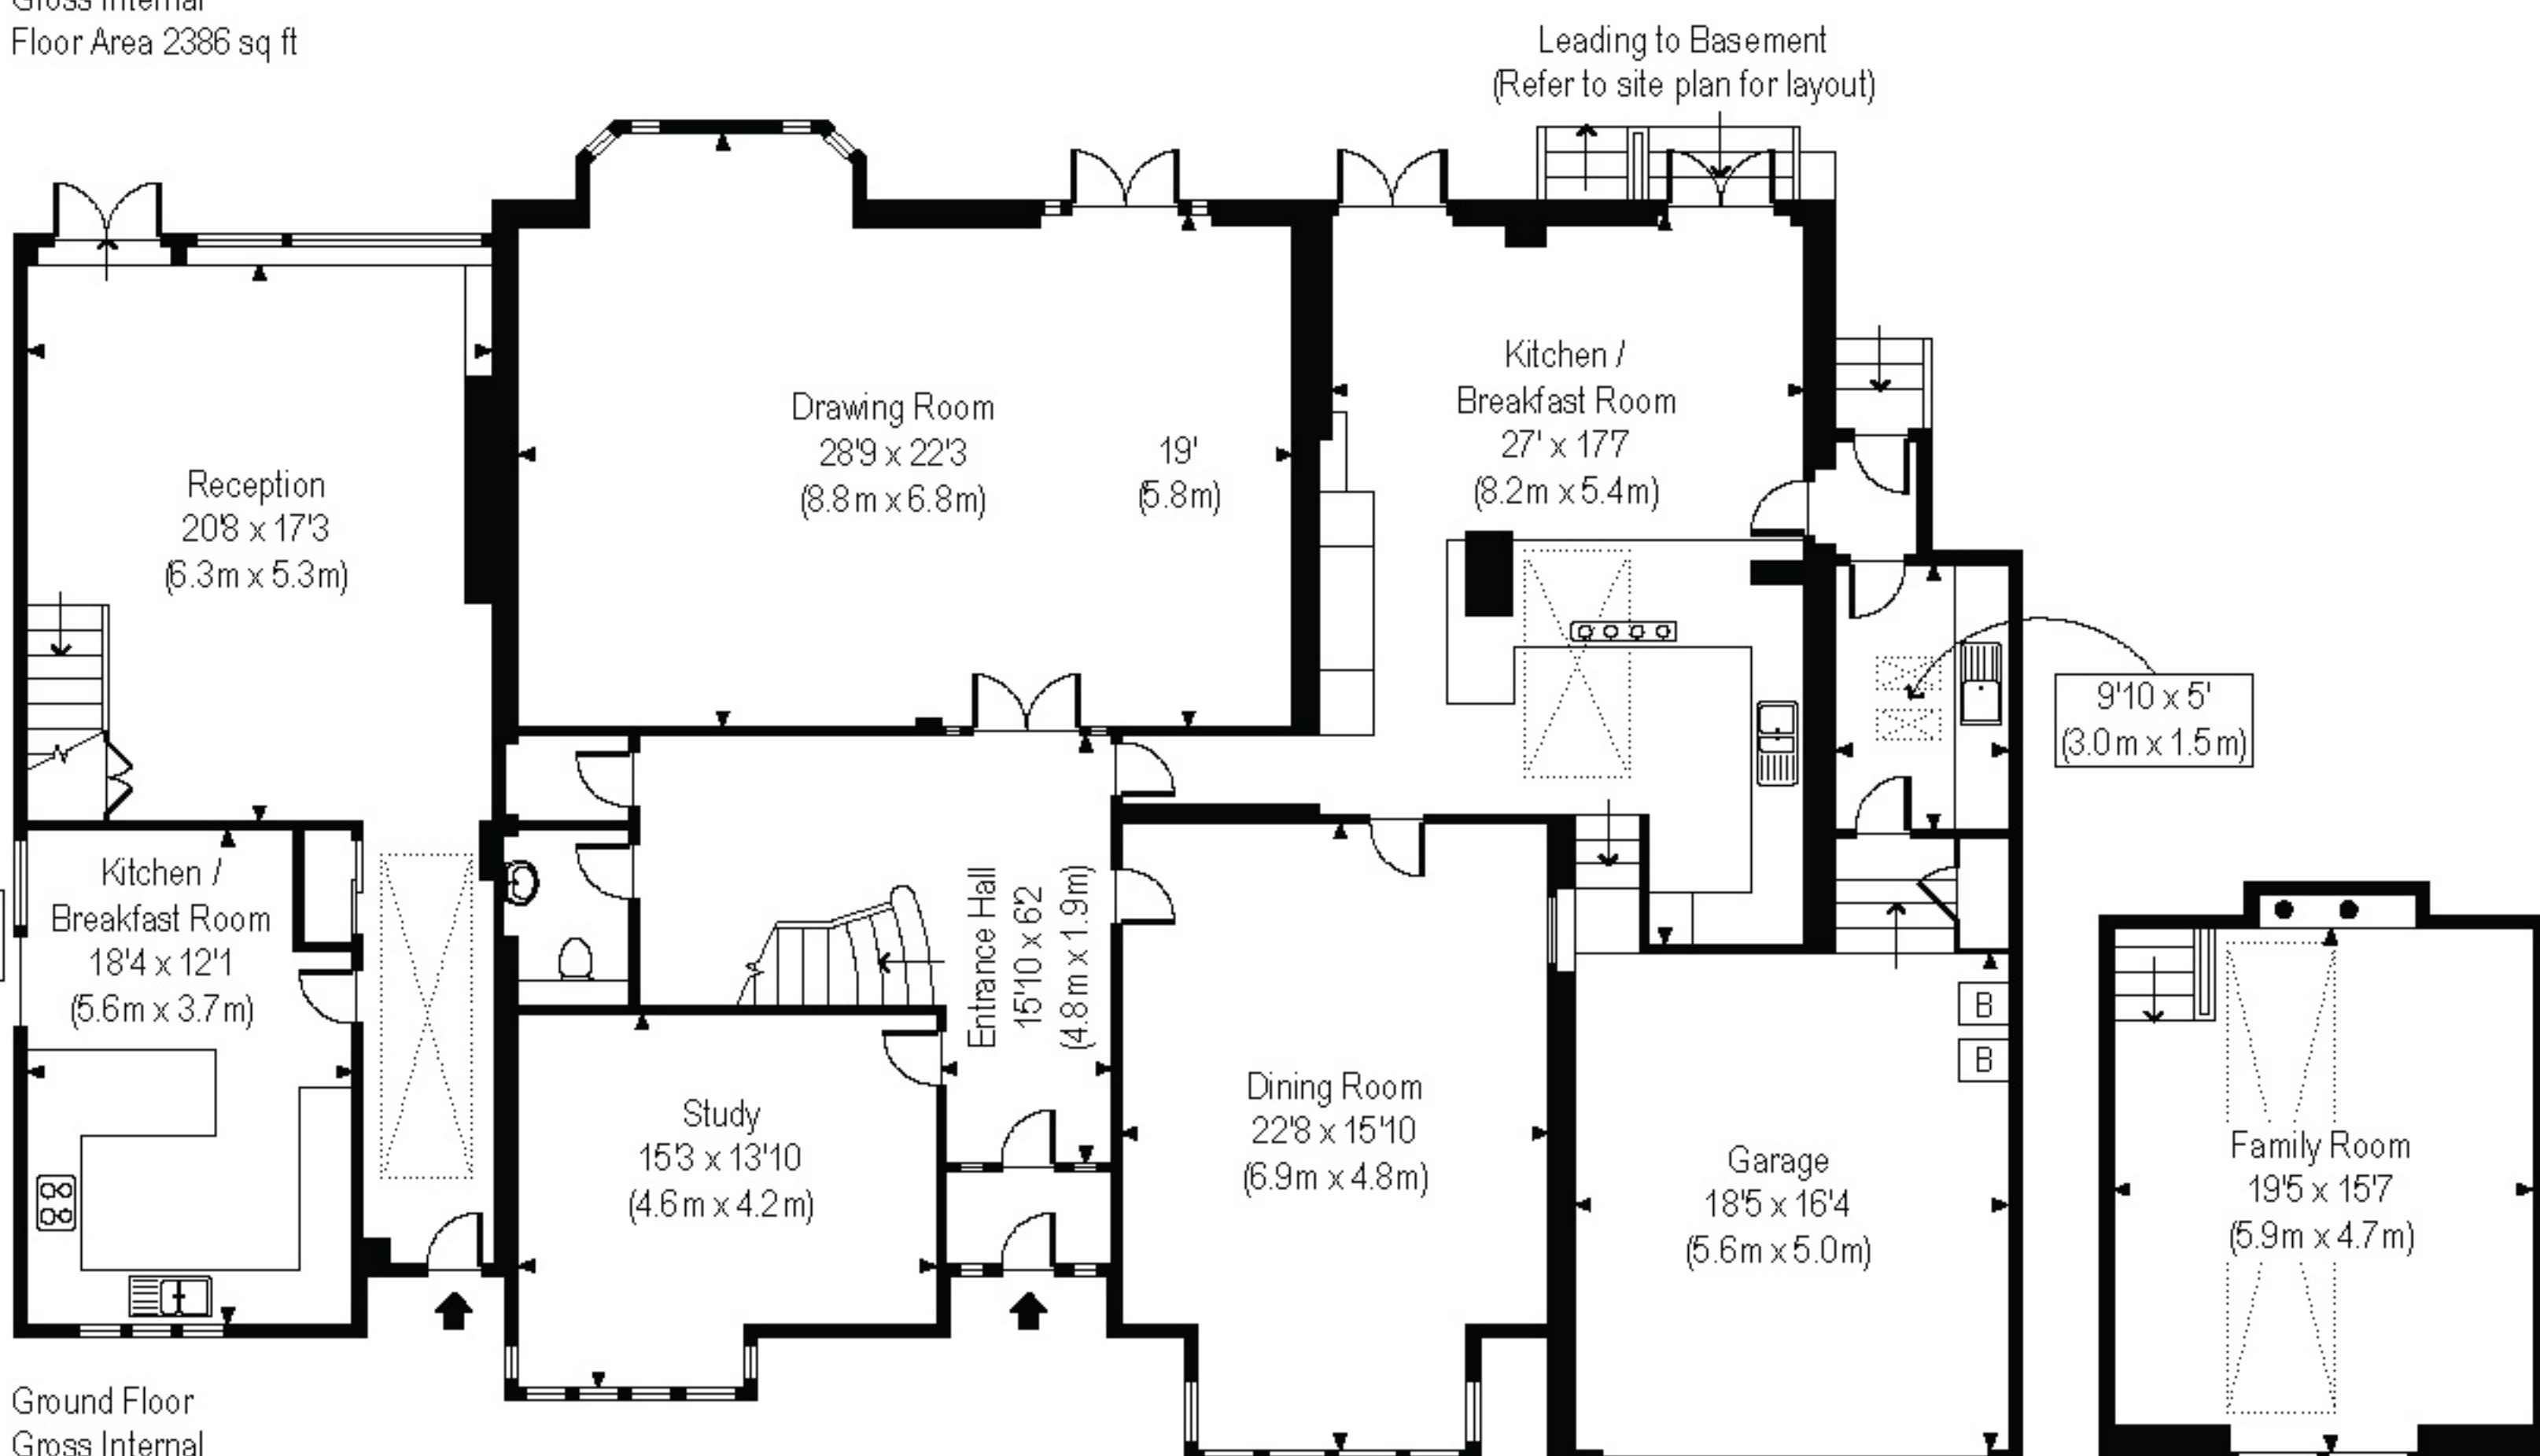 Gross Internal
Floor Area 2386 sq ft
Leading to Basement
(Refer to site plan for layout)
Reception
20'8 x 17'3
(6.3m x 5.3m)
Drawing Room
28'9 x 22'3
(8.8m x 6.8m)
19'
(5.8m)
Kitchen /
Breakfast Room
27' x 17'7
(8.2m x 5.4m)
9'10 x 5'
(3.0m x 1.5m)
Kitchen /
Breakfast Room
18'4 x 12'1
(5.6m x 3.7m)
Entrance Hall
15'10 x 6'2
(4.8m x 1.9m)
Study
15'3 x 13'10
(4.6m x 4.2m)
Dining Room
22'8 x 15'10
(6.9m x 4.8m)
B
B
Garage
18'5 x 16'4
(5.6m x 5.0m)
Family Room
19'5 x 15'7
(5.9m x 4.7m)
Ground Floor
Gross Internal